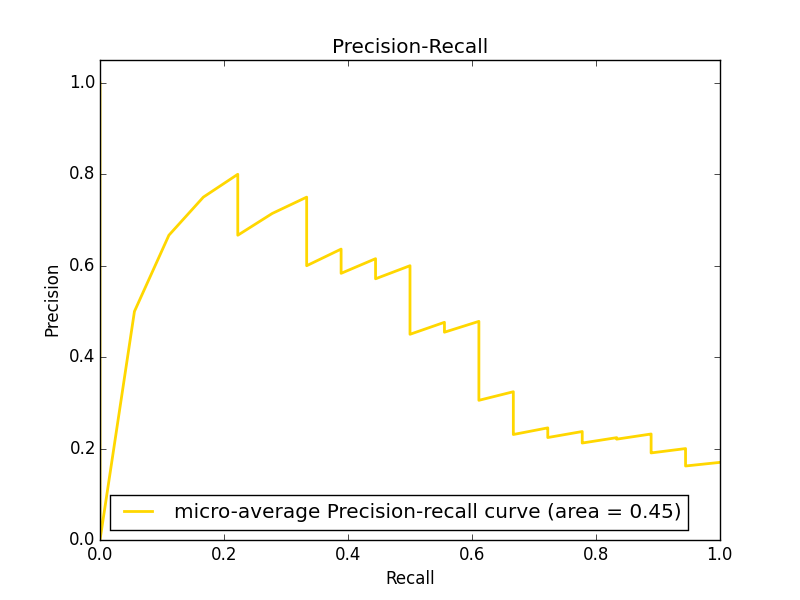 Precision-Recall
1.0
0.8
0.6
0.4
0.2
0.0
Precision
micro-average Precision-recall curve (area = 0.45)
0.0 0.2 0.4 0.6 0.8 1.0
Recall